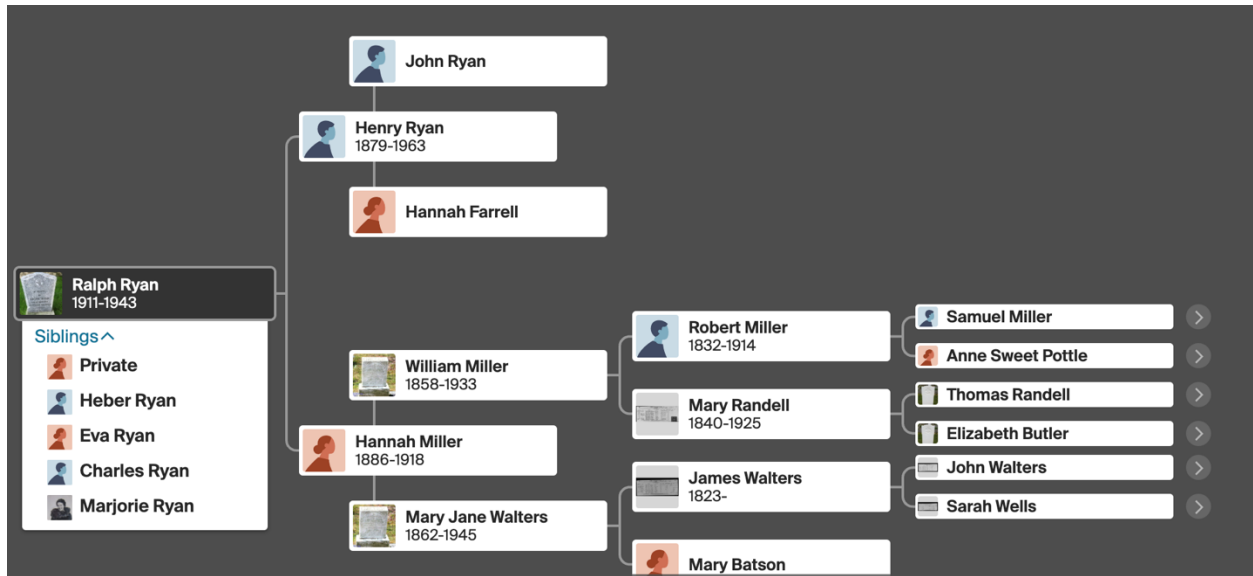 John Ryan
Henry Ryan
1879-1963
Hannah Farrell
Ralph Ryan
1911-1943
Siblings
Private
Heber Ryan
Eva Ryan
Charles Ryan
Marjorie Ryan
William Miller
1858-1933
Hannah Miller
1886-1918
Mary Jane Walters
1862-1945
Robert Miller
1832-1914
Mary Randell
1840-1925
James Walters
1823-
Mary Batson
Samuel Miller
Anne Sweet Pottle
Thomas Randell
Elizabeth Butler
John Walters
Sarah Wells